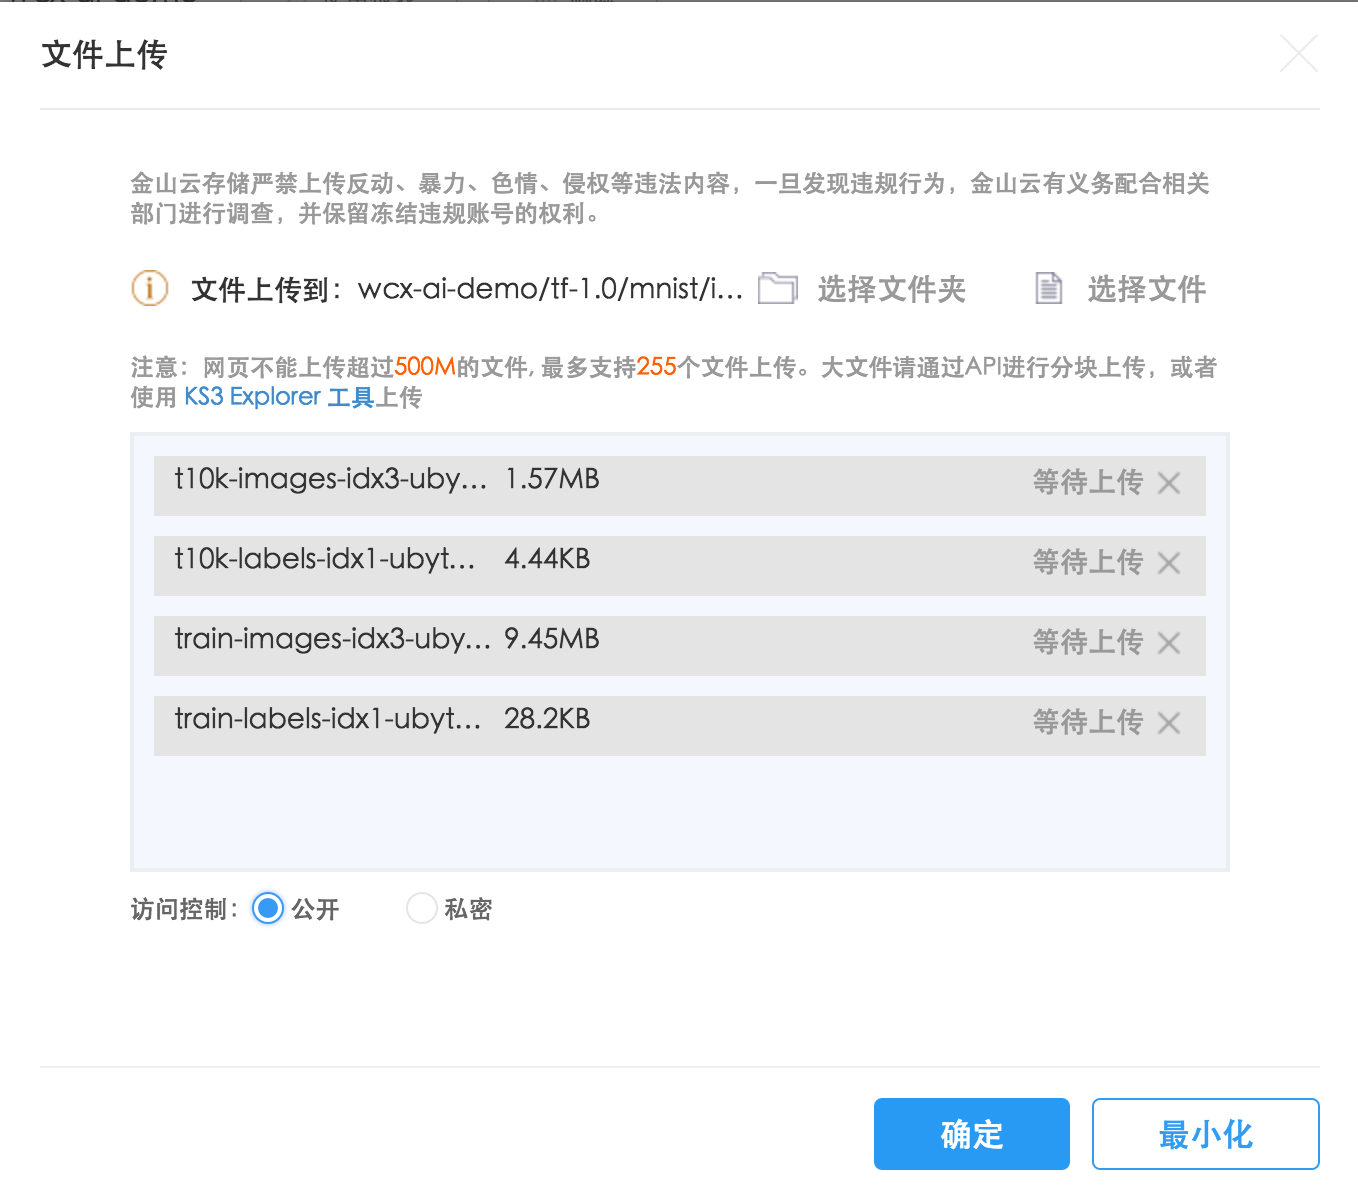 文件上传
金山云存储严禁上传反动、暴力、色情、侵权等违法内容，一旦发现违规行为，金山云有义务配合相关
部门进行调查，并保留冻结违规账号的权利。
文件上传到：wcx-ai-demo/tf-1.0/mnist/i... 选择文件夹 选择文件
注意：网页不能上传超过500M的文件, 最多支持255个文件上传。大文件请通过API进行分块上传，或者
使用 KS3 Explorer 工具上传
t10k-images-idx3-uby... 1.57MB 等待上传
t10k-labels-idx1-ubyt... 4.44KB 等待上传
train-images-idx3-uby... 9.45MB 等待上传
train-labels-idx1-ubyt... 28.2KB 等待上传
访问控制： 公开 私密
确定 最小化